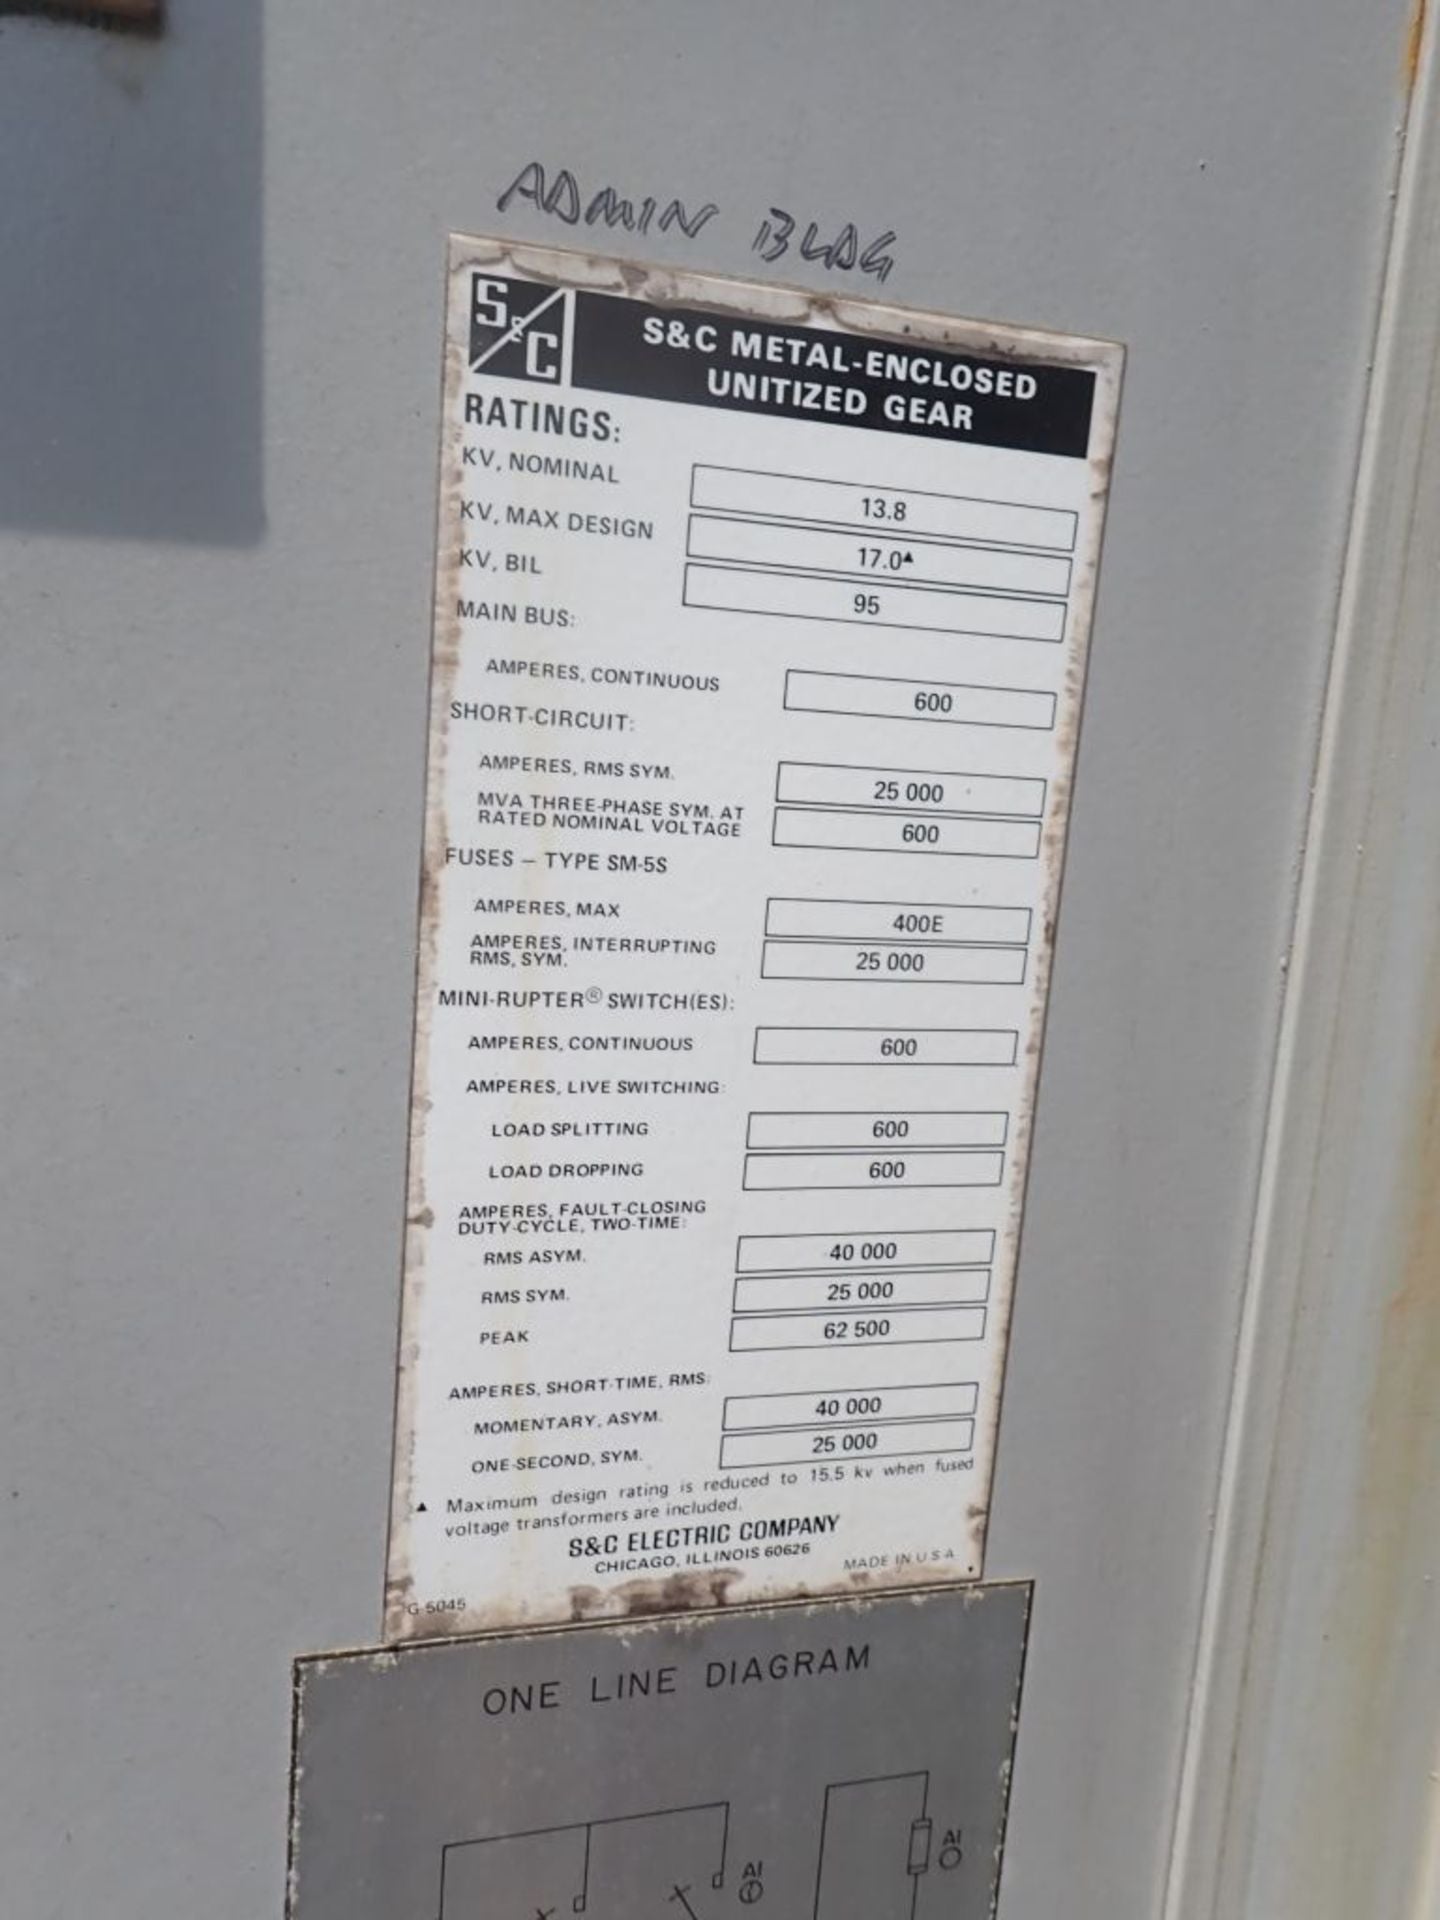 ADMIN BLDG
S&C
S&C METAL-ENCLOSED
UNITIZED GEAR
RATINGS:
KV, NOMINAL 13.8
KV, MAX DESIGN 17.0▲
KV, BIL 95
MAIN BUS:
AMPERES, CONTINUOUS 600
SHORT-CIRCUIT:
AMPERES, RMS SYM. 25 000
MVA THREE-PHASE SYM. AT
RATED NOMINAL VOLTAGE 600
FUSES – TYPE SM-5S
AMPERES, MAX 400E
AMPERES, INTERRUPTING
RMS, SYM. 25 000
MINI-RUPTER® SWITCH(ES):
AMPERES, CONTINUOUS 600
AMPERES, LIVE SWITCHING:
LOAD SPLITTING 600
LOAD DROPPING 600
AMPERES, FAULT-CLOSING
DUTY-CYCLE, TWO-TIME:
RMS ASYM. 40 000
RMS SYM. 25 000
PEAK 62 500
AMPERES, SHORT-TIME, RMS:
MOMENTARY, ASYM. 40 000
ONE-SECOND, SYM. 25 000
▲ Maximum design rating is reduced to 15.5 kv when fused
voltage transformers are included.
S&C ELECTRIC COMPANY
CHICAGO, ILLINOIS 60626
MADE IN U S A
G 5045
ONE LINE DIAGRAM
AI
AI